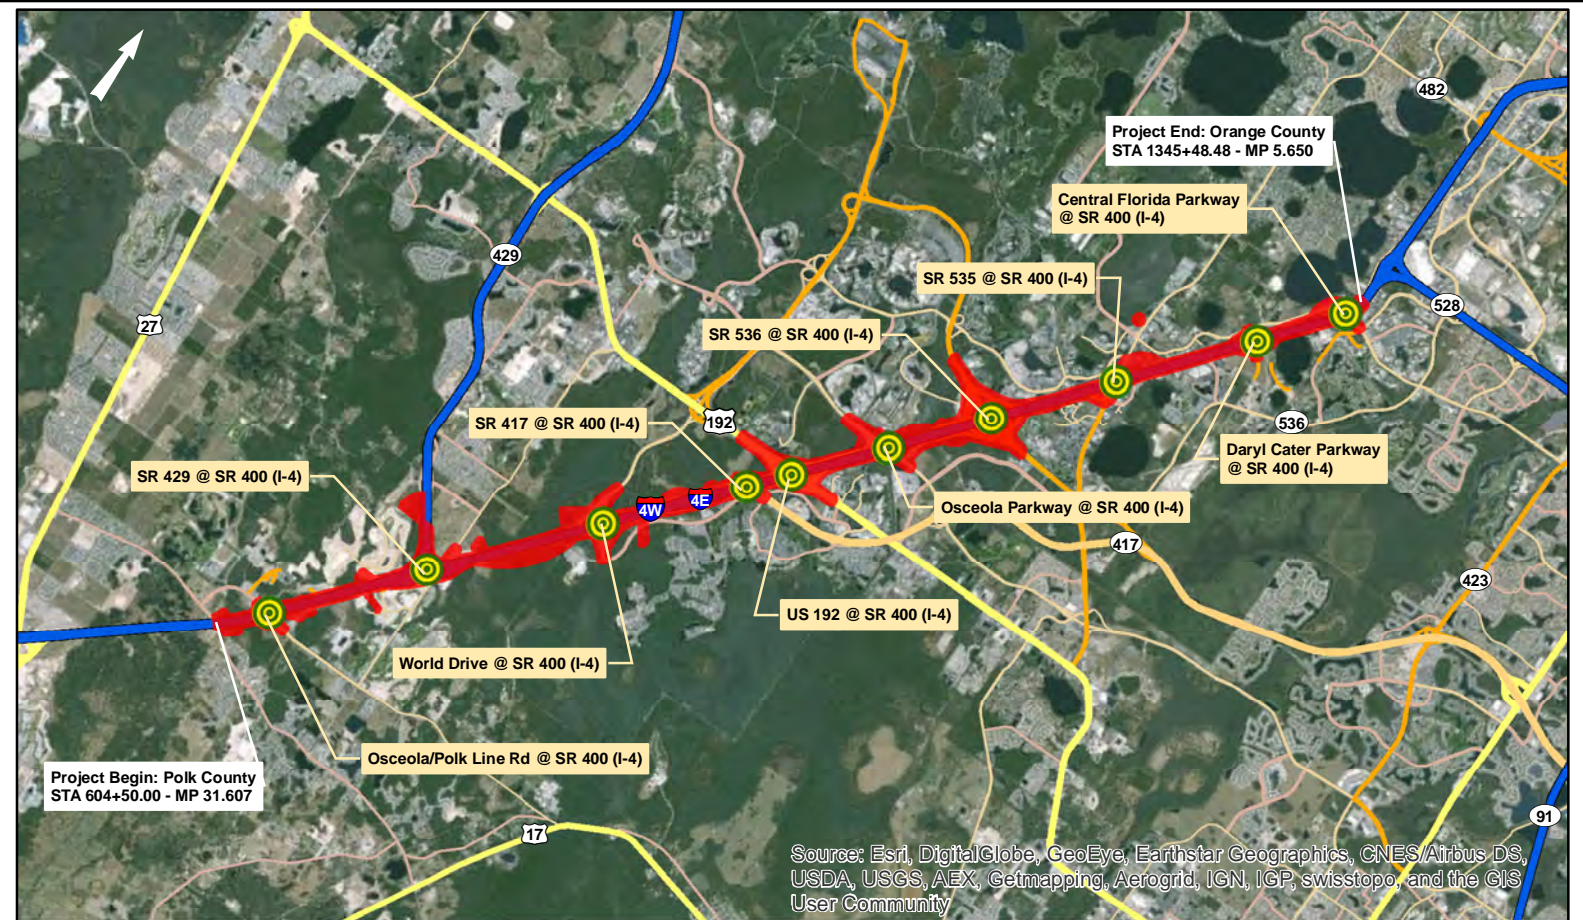 482
Project End: Orange County
STA 1345+48.48 - MP 5.650
Central Florida Parkway
@ SR 400 (I-4)
429
SR 535 @ SR 400 (I-4)
528
27
SR 536 @ SR 400 (I-4)
192
SR 417 @ SR 400 (I-4)
536
Daryl Cater Parkway
@ SR 400 (I-4)
SR 429 @ SR 400 (I-4)
4W
4E
Osceola Parkway @ SR 400 (I-4)
417
423
US 192 @ SR 400 (I-4)
World Drive @ SR 400 (I-4)
Osceola/Polk Line Rd @ SR 400 (I-4)
Project Begin: Polk County
STA 604+50.00 - MP 31.607
91
17
Source: Esri, DigitalGlobe, GeoEye, Earthstar Geographics, CNES/Airbus DS,
USDA, USGS, AEX, Getmapping, Aerogrid, IGN, IGP, swisstopo, and the GIS
User Community